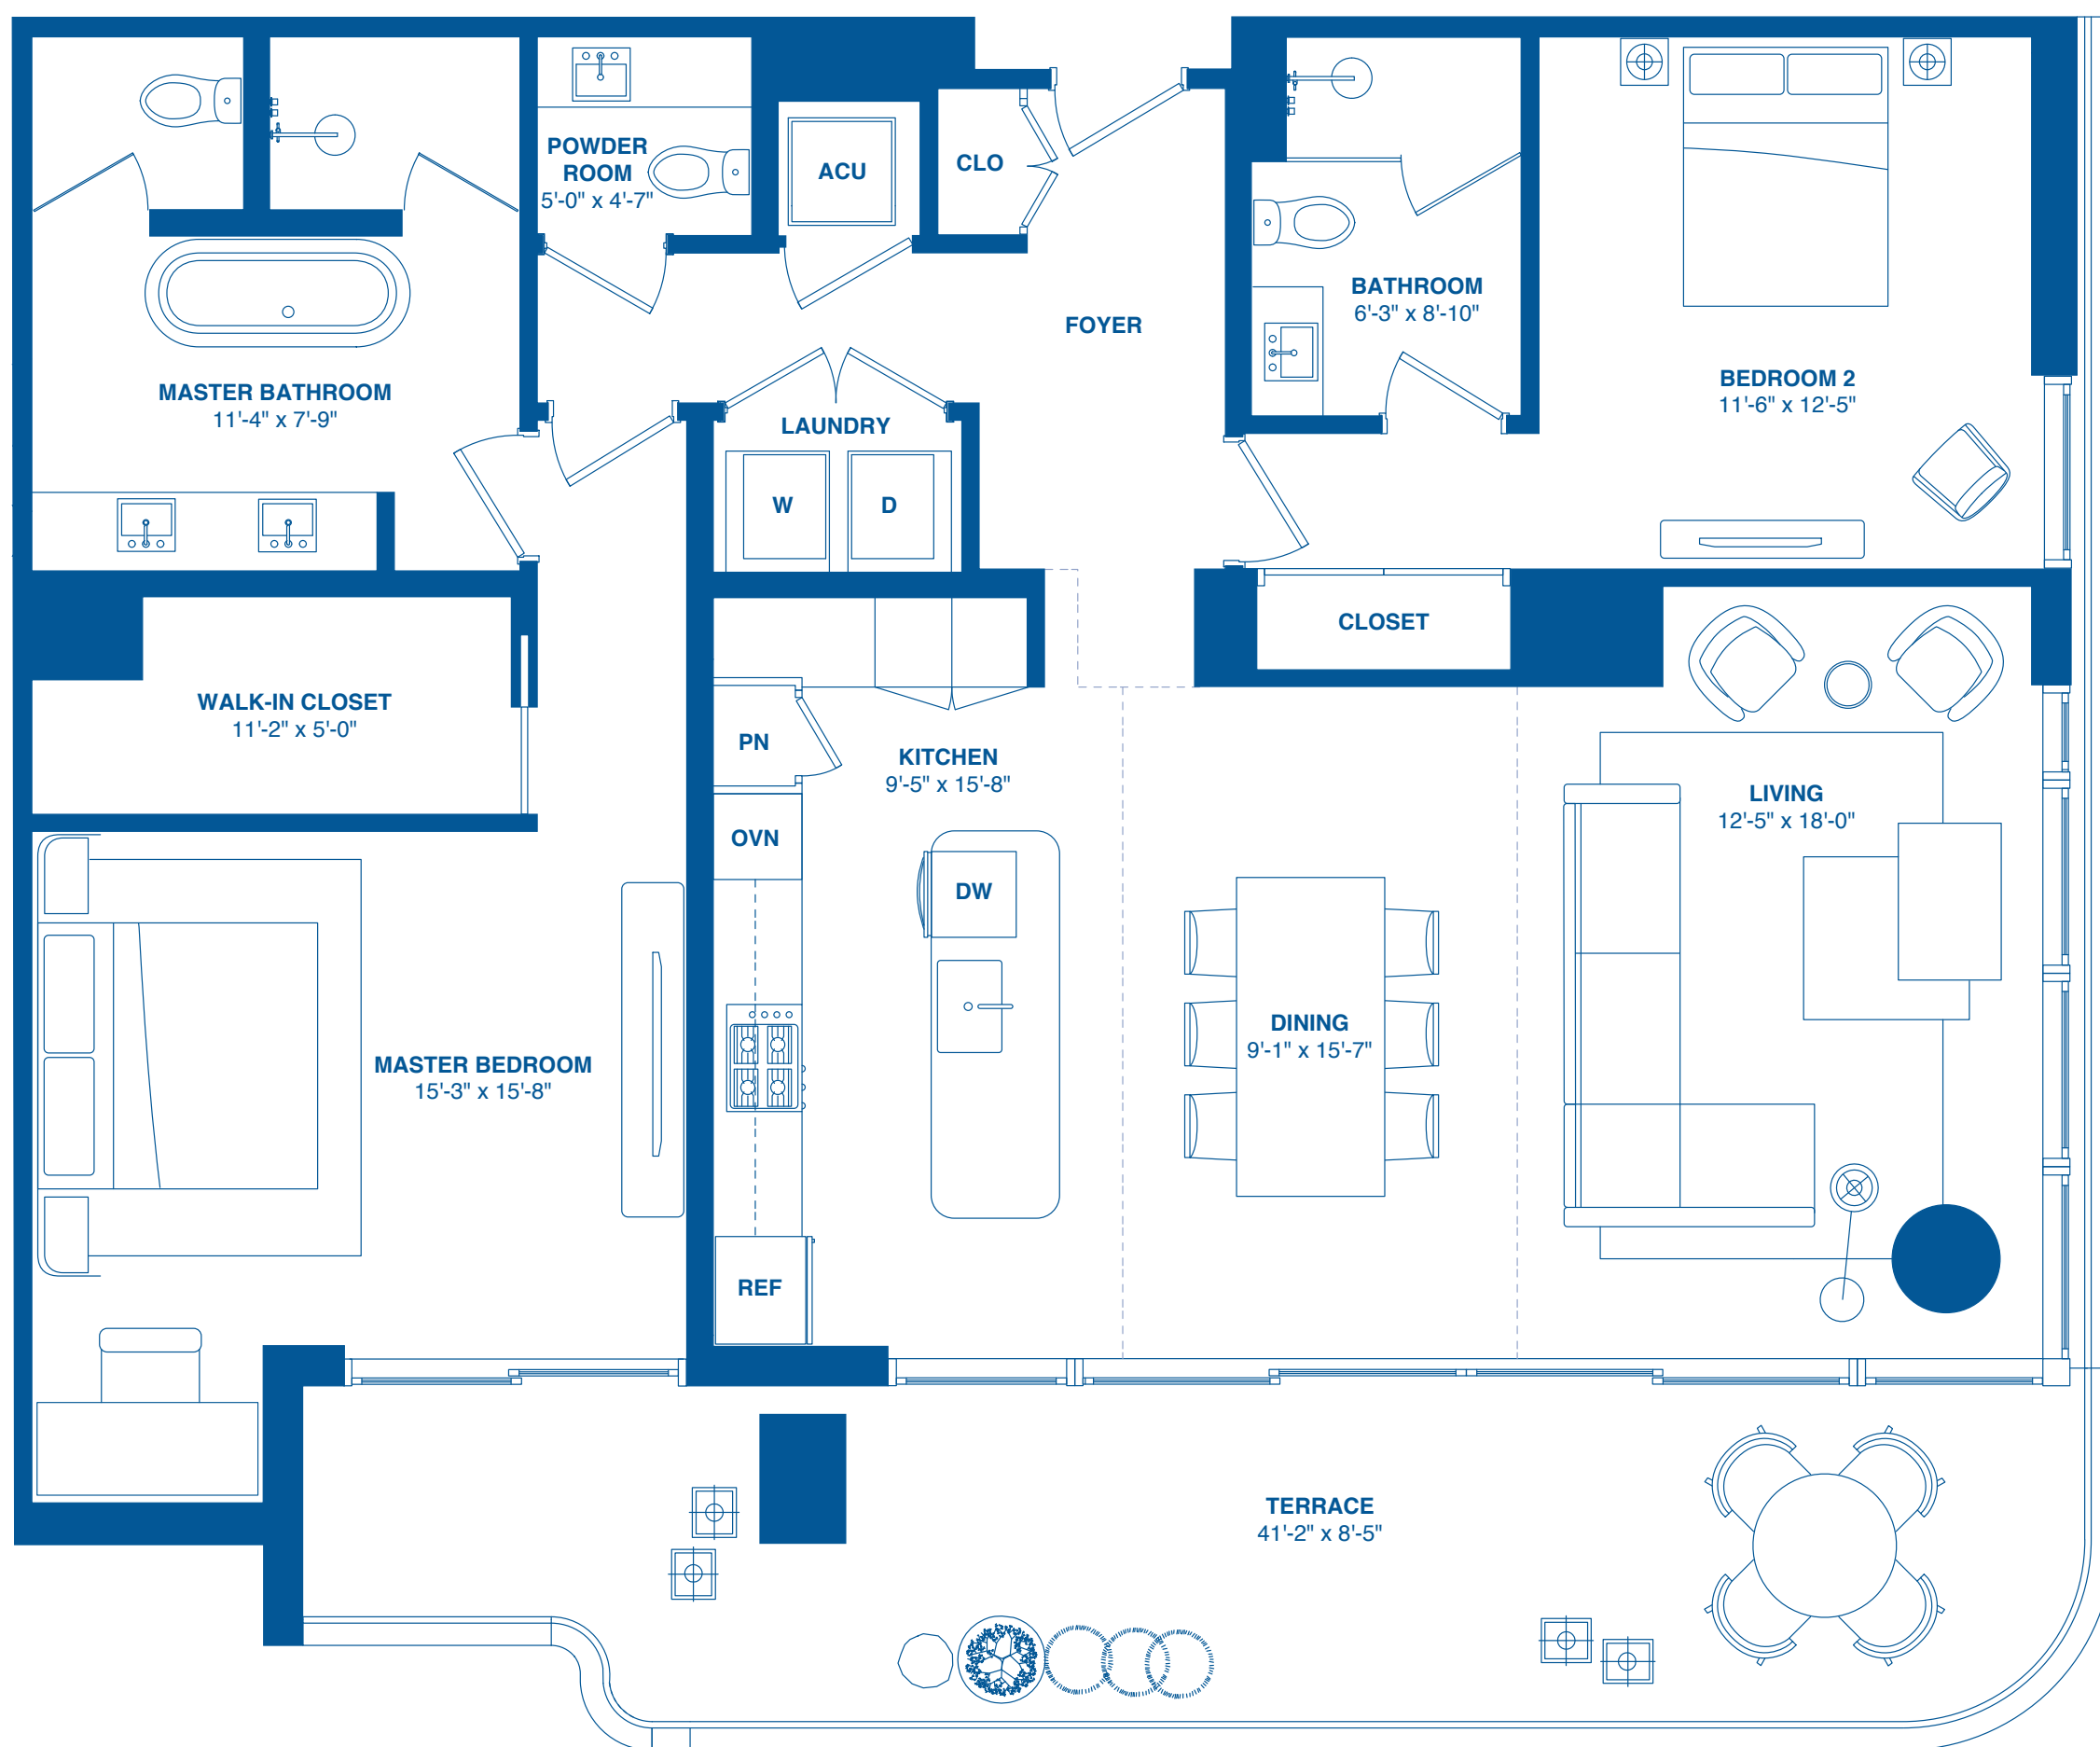 POWDER
ROOM
5'-0" x 4'-7"
ACU
CLO
FOYER
BATHROOM
6'-3" x 8'-10"
BEDROOM 2
11'-6" x 12'-5"
MASTER BATHROOM
11'-4" x 7'-9"
LAUNDRY
W
D
CLOSET
WALK-IN CLOSET
11'-2" x 5'-0"
PN
KITCHEN
9'-5" x 15'-8"
LIVING
12'-5" x 18'-0"
OVN
DW
DINING
9'-1" x 15'-7"
MASTER BEDROOM
15'-3" x 15'-8"
REF
TERRACE
41'-2" x 8'-5"